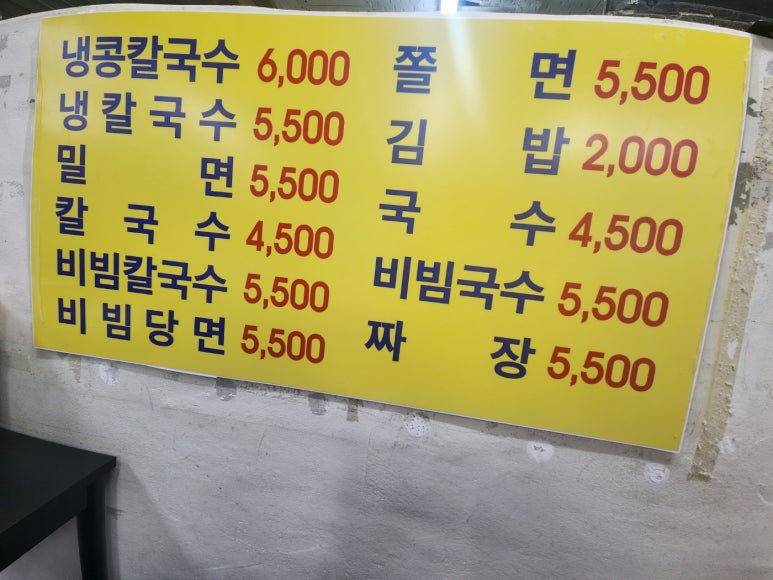 냉콩칼국수 6,000
냉칼국수 5,500
밀면 5,500
칼국수 4,500
비빔칼국수 5,500
비빔당면 5,500
쫄면 5,500
김밥 2,000
국수 4,500
비빔국수 5,500
짜장 5,500